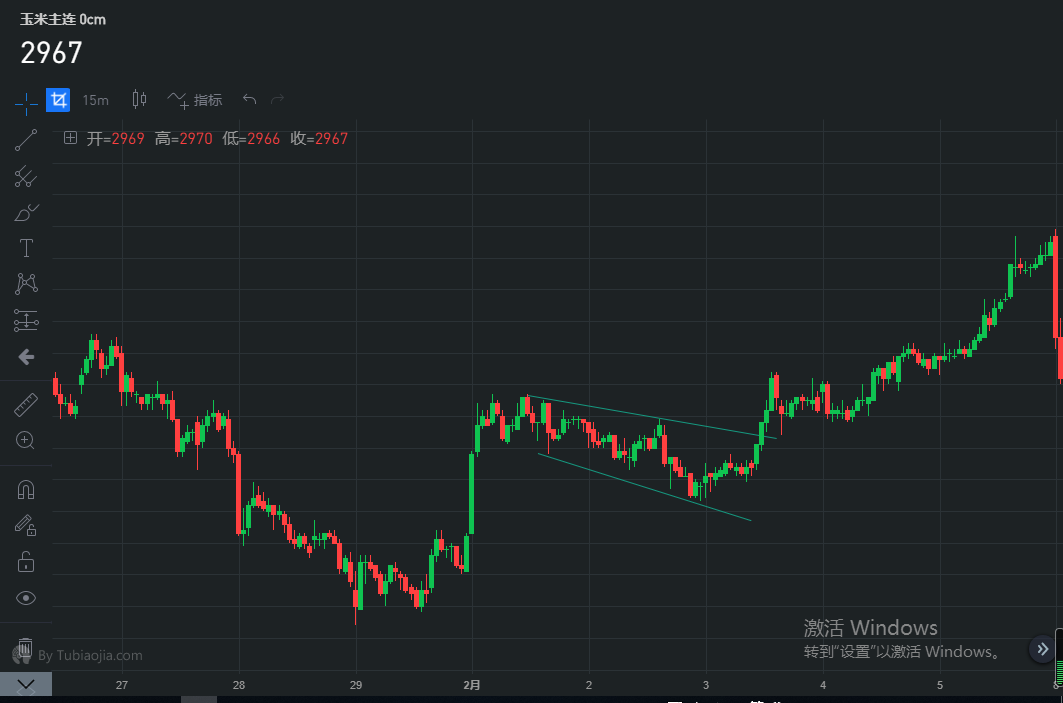 玉米主连 0cm
2967
15m 指标
开=2969 高=2970 低=2966 收=2967
T
激活 Windows
转到“设置”以激活 Windows。
By Tubiaojia.com
27 28 29 2月 2 3 4 5 8